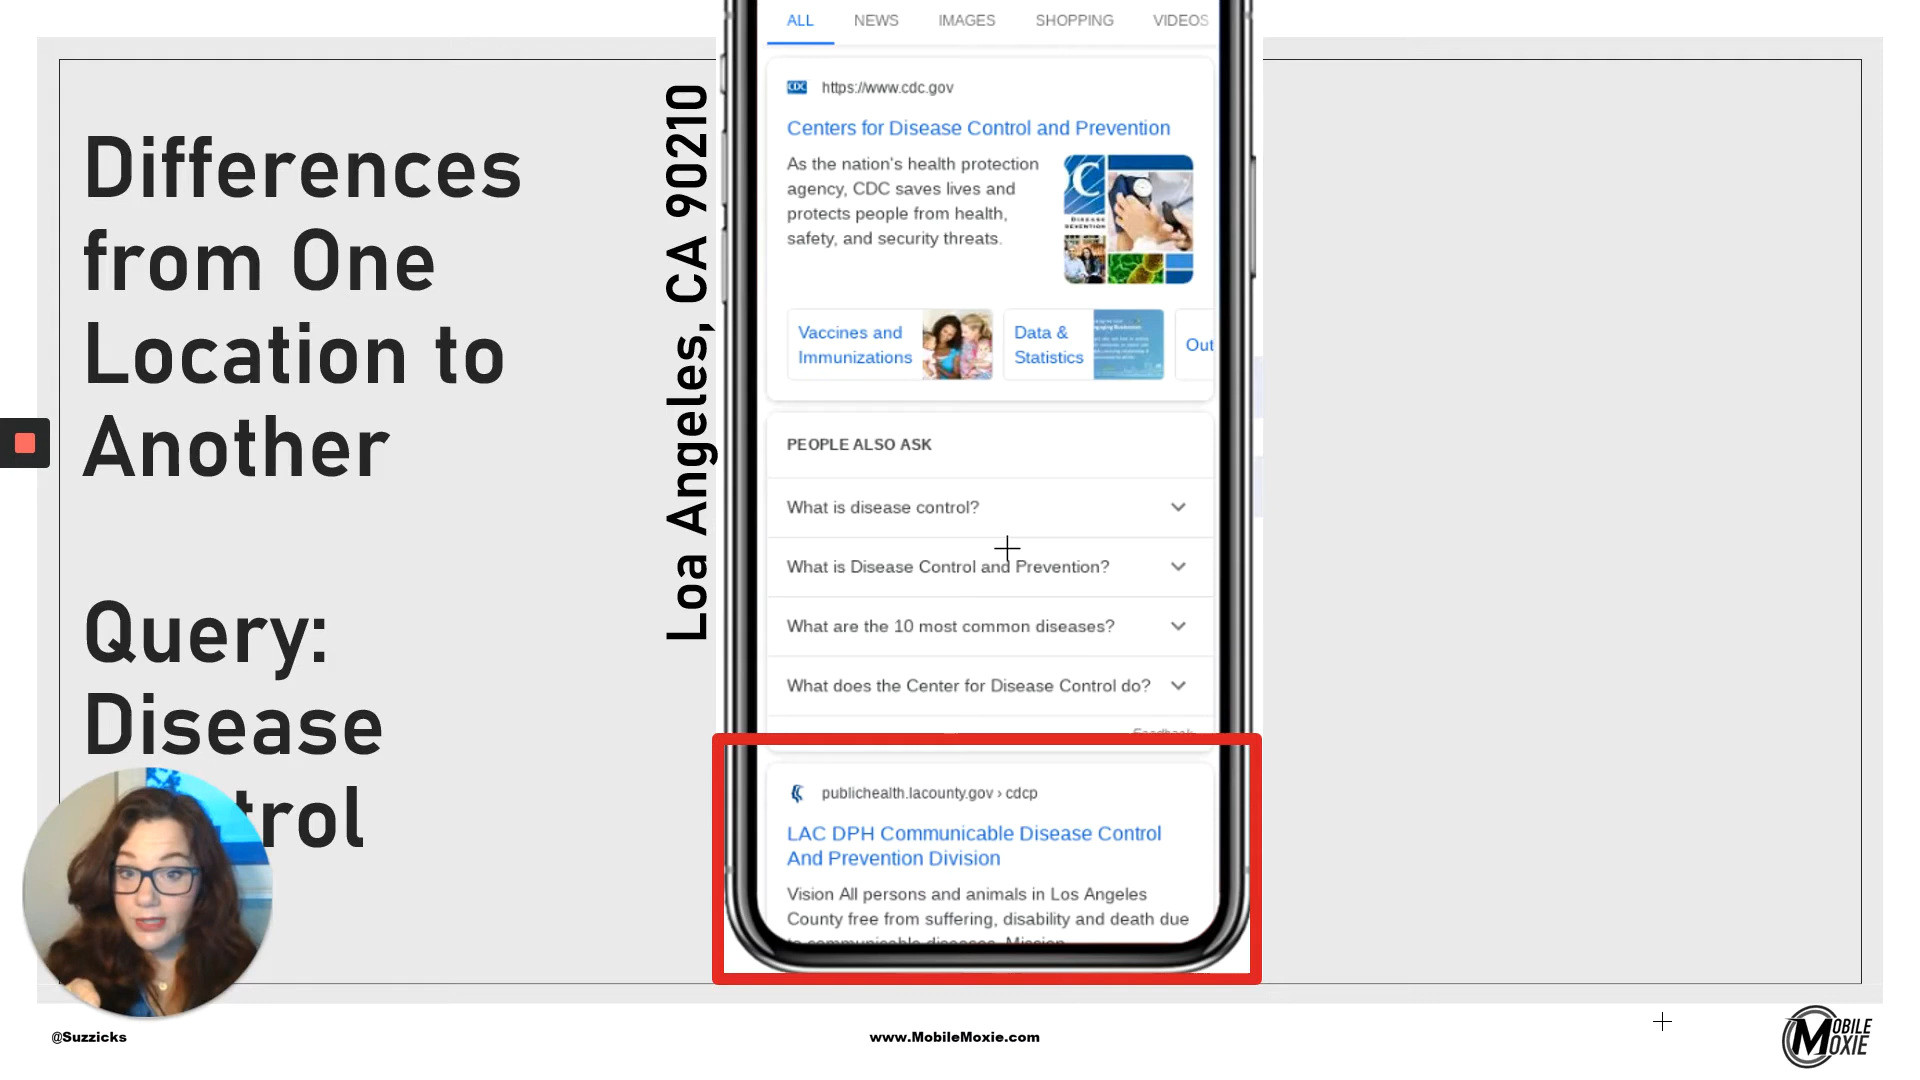 Differences
from One
Location to
Another
Query:
Disease
trol
Loa Angeles, CA 90210
ALL NEWS IMAGES SHOPPING VIDEOS
CDC https://www.cdc.gov
Centers for Disease Control and Prevention
As the nation's health protection
agency, CDC saves lives and
protects people from health,
safety, and security threats.
Vaccines and
Immunizations
Data &
Statistics
Out
PEOPLE ALSO ASK
What is disease control?
What is Disease Control and Prevention?
What are the 10 most common diseases?
What does the Center for Disease Control do?
Feedback
publichealth.lacounty.gov › cdcp
LAC DPH Communicable Disease Control
And Prevention Division
Vision All persons and animals in Los Angeles
County free from suffering, disability and death due
to communicable diseases. Mission
@Suzzicks
www.MobileMoxie.com
MOBILE
MOXIE